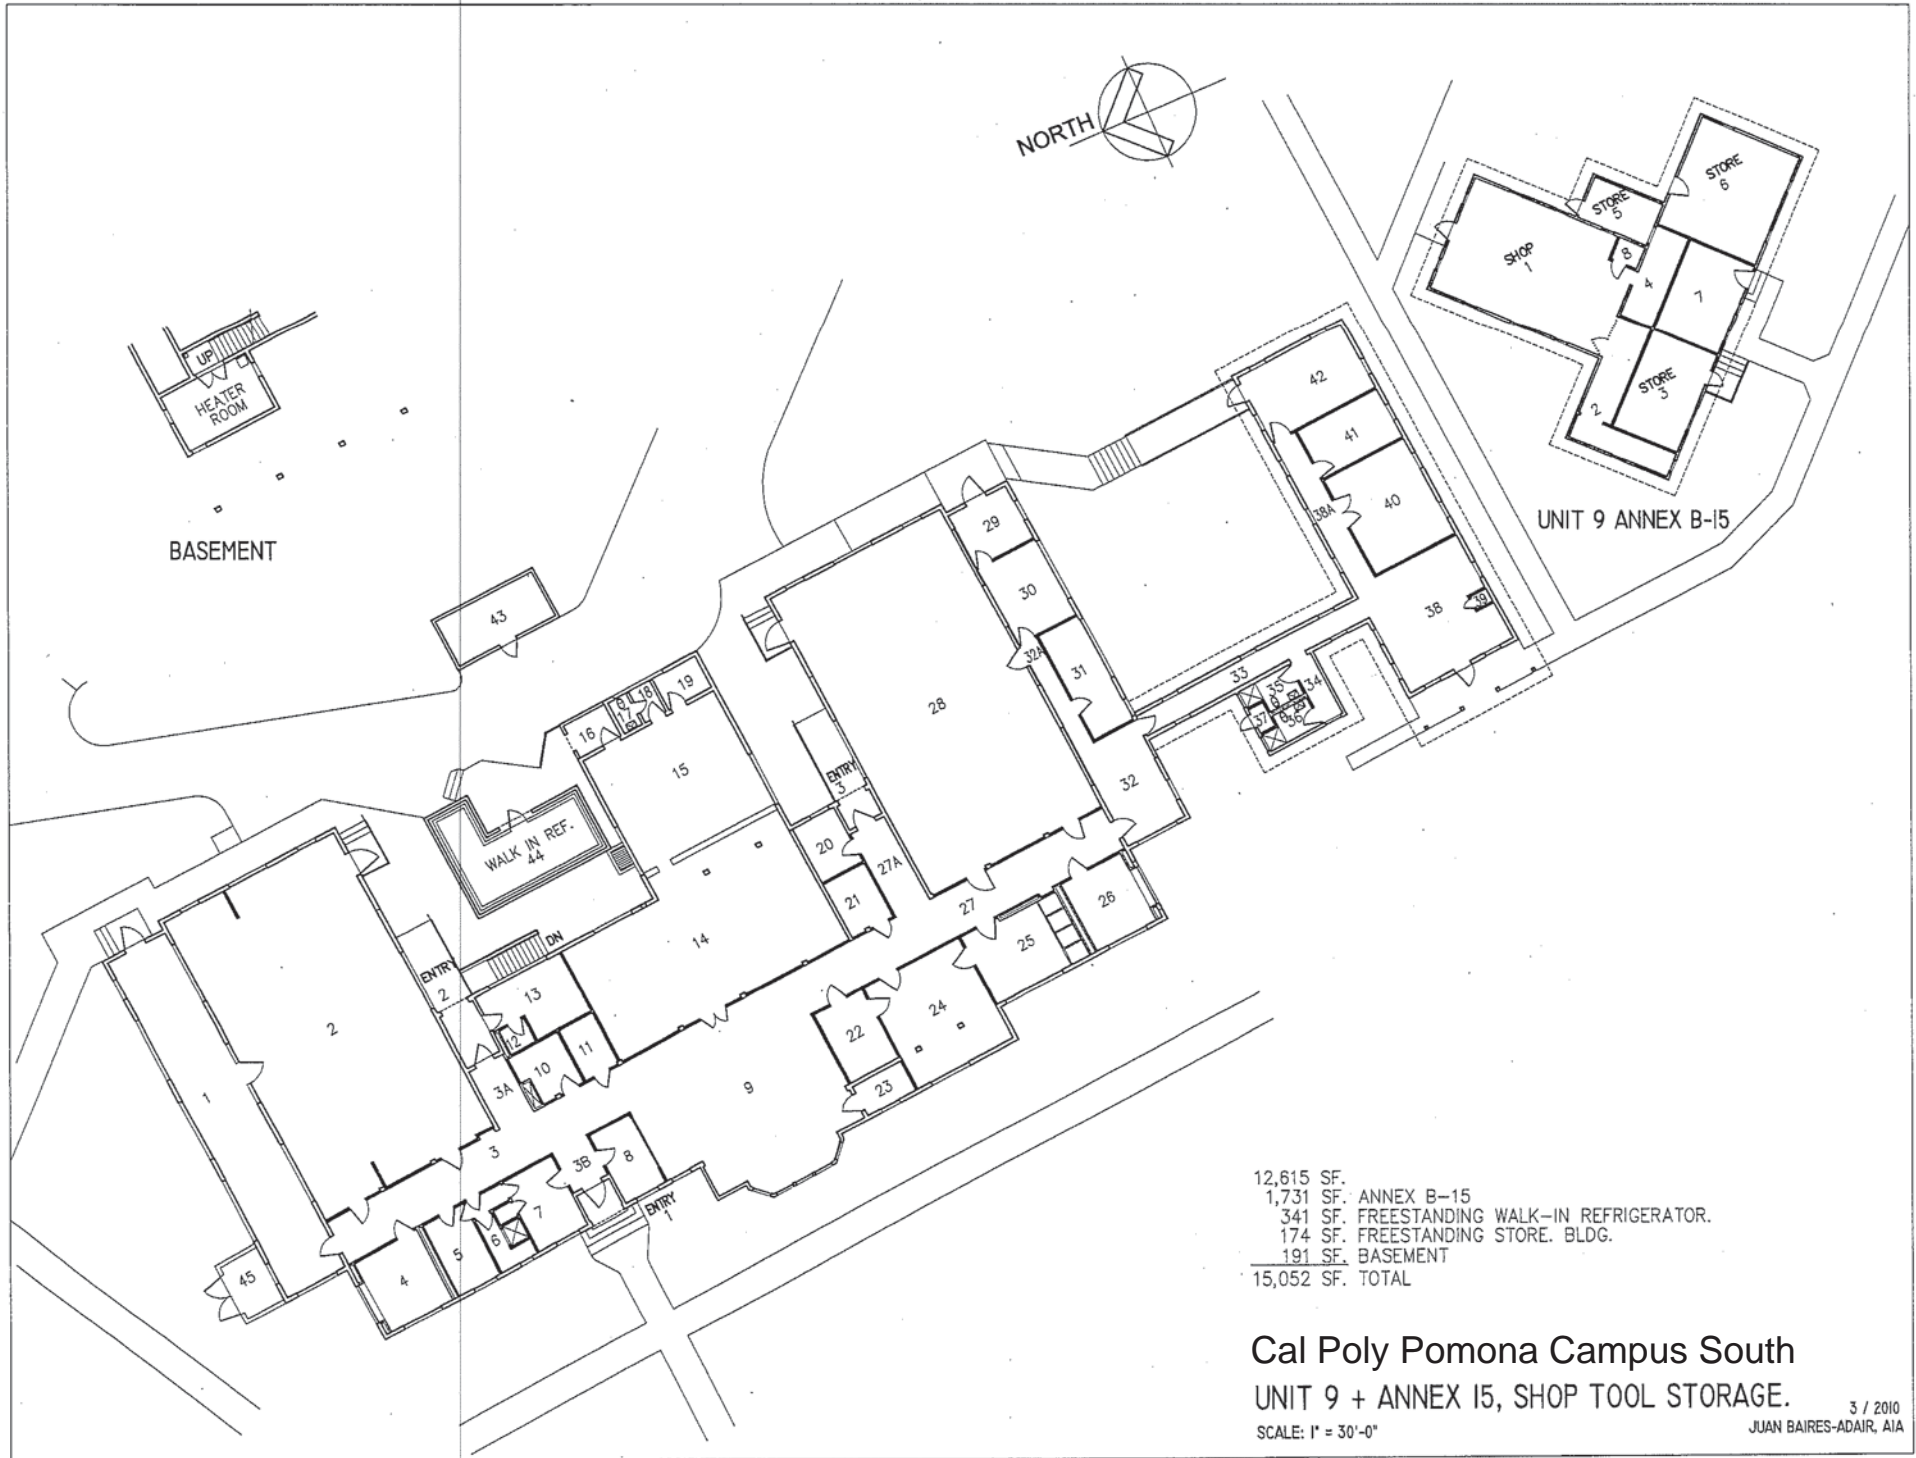 NORTH
STORE
6
STORE
5
SHOP
1
8
4
7
STORE
3
2
UNIT 9 ANNEX B-15
UP
HEATER
ROOM
BASEMENT
42
41
40
38A
38
39
29
30
31
32A
32
33
34
35
36
37
43
28
19
18
17
16
15
ENTRY
3
WALK IN REF.
44
20
27A
21
27
26
25
14
DN
ENTRY
2
13
12
11
10
24
22
23
9
2
1
3A
3
3B
8
7
6
5
4
45
ENTRY
1
12,615 SF.
1,731 SF. ANNEX B-15
341 SF. FREESTANDING WALK-IN REFRIGERATOR.
174 SF. FREESTANDING STORE. BLDG.
191 SF. BASEMENT
15,052 SF. TOTAL
Cal Poly Pomona Campus South
UNIT 9 + ANNEX 15, SHOP TOOL STORAGE.
SCALE: 1" = 30'-0"
3 / 2010
JUAN BAIRES-ADAIR, AIA